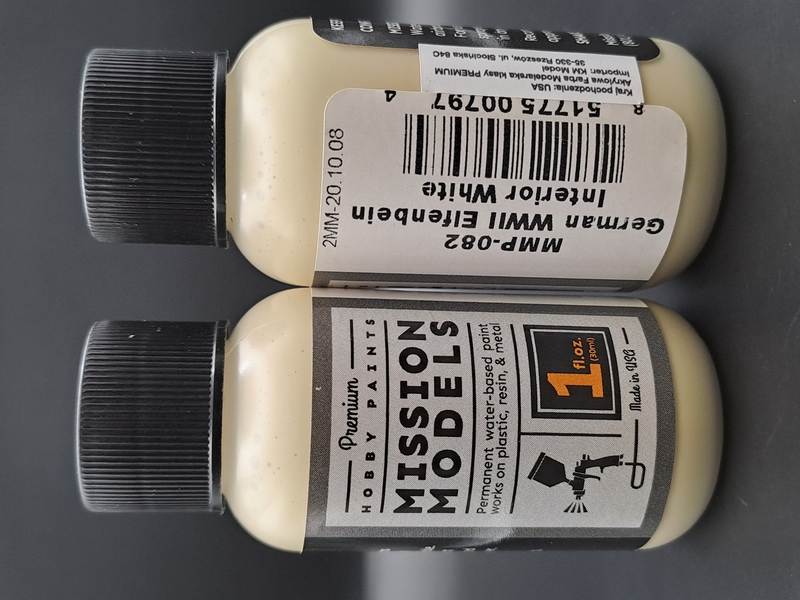 MMP-082
German WWII Elfenbein
Interior White
8 51775 00797 4
Kraj pochodzenia: USA
Akrylowa Farba Modelarska klasy PREMIUM
Importer: KM Model
35-330 Rzeszów, ul. Słocińska 84C
2MM-20.10.08
Premium
HOBBY PAINTS
MISSION
MODELS
Permanent water-based paint
works on plastic, resin, & metal
1 fl.oz.
(30ml)
Made in USA